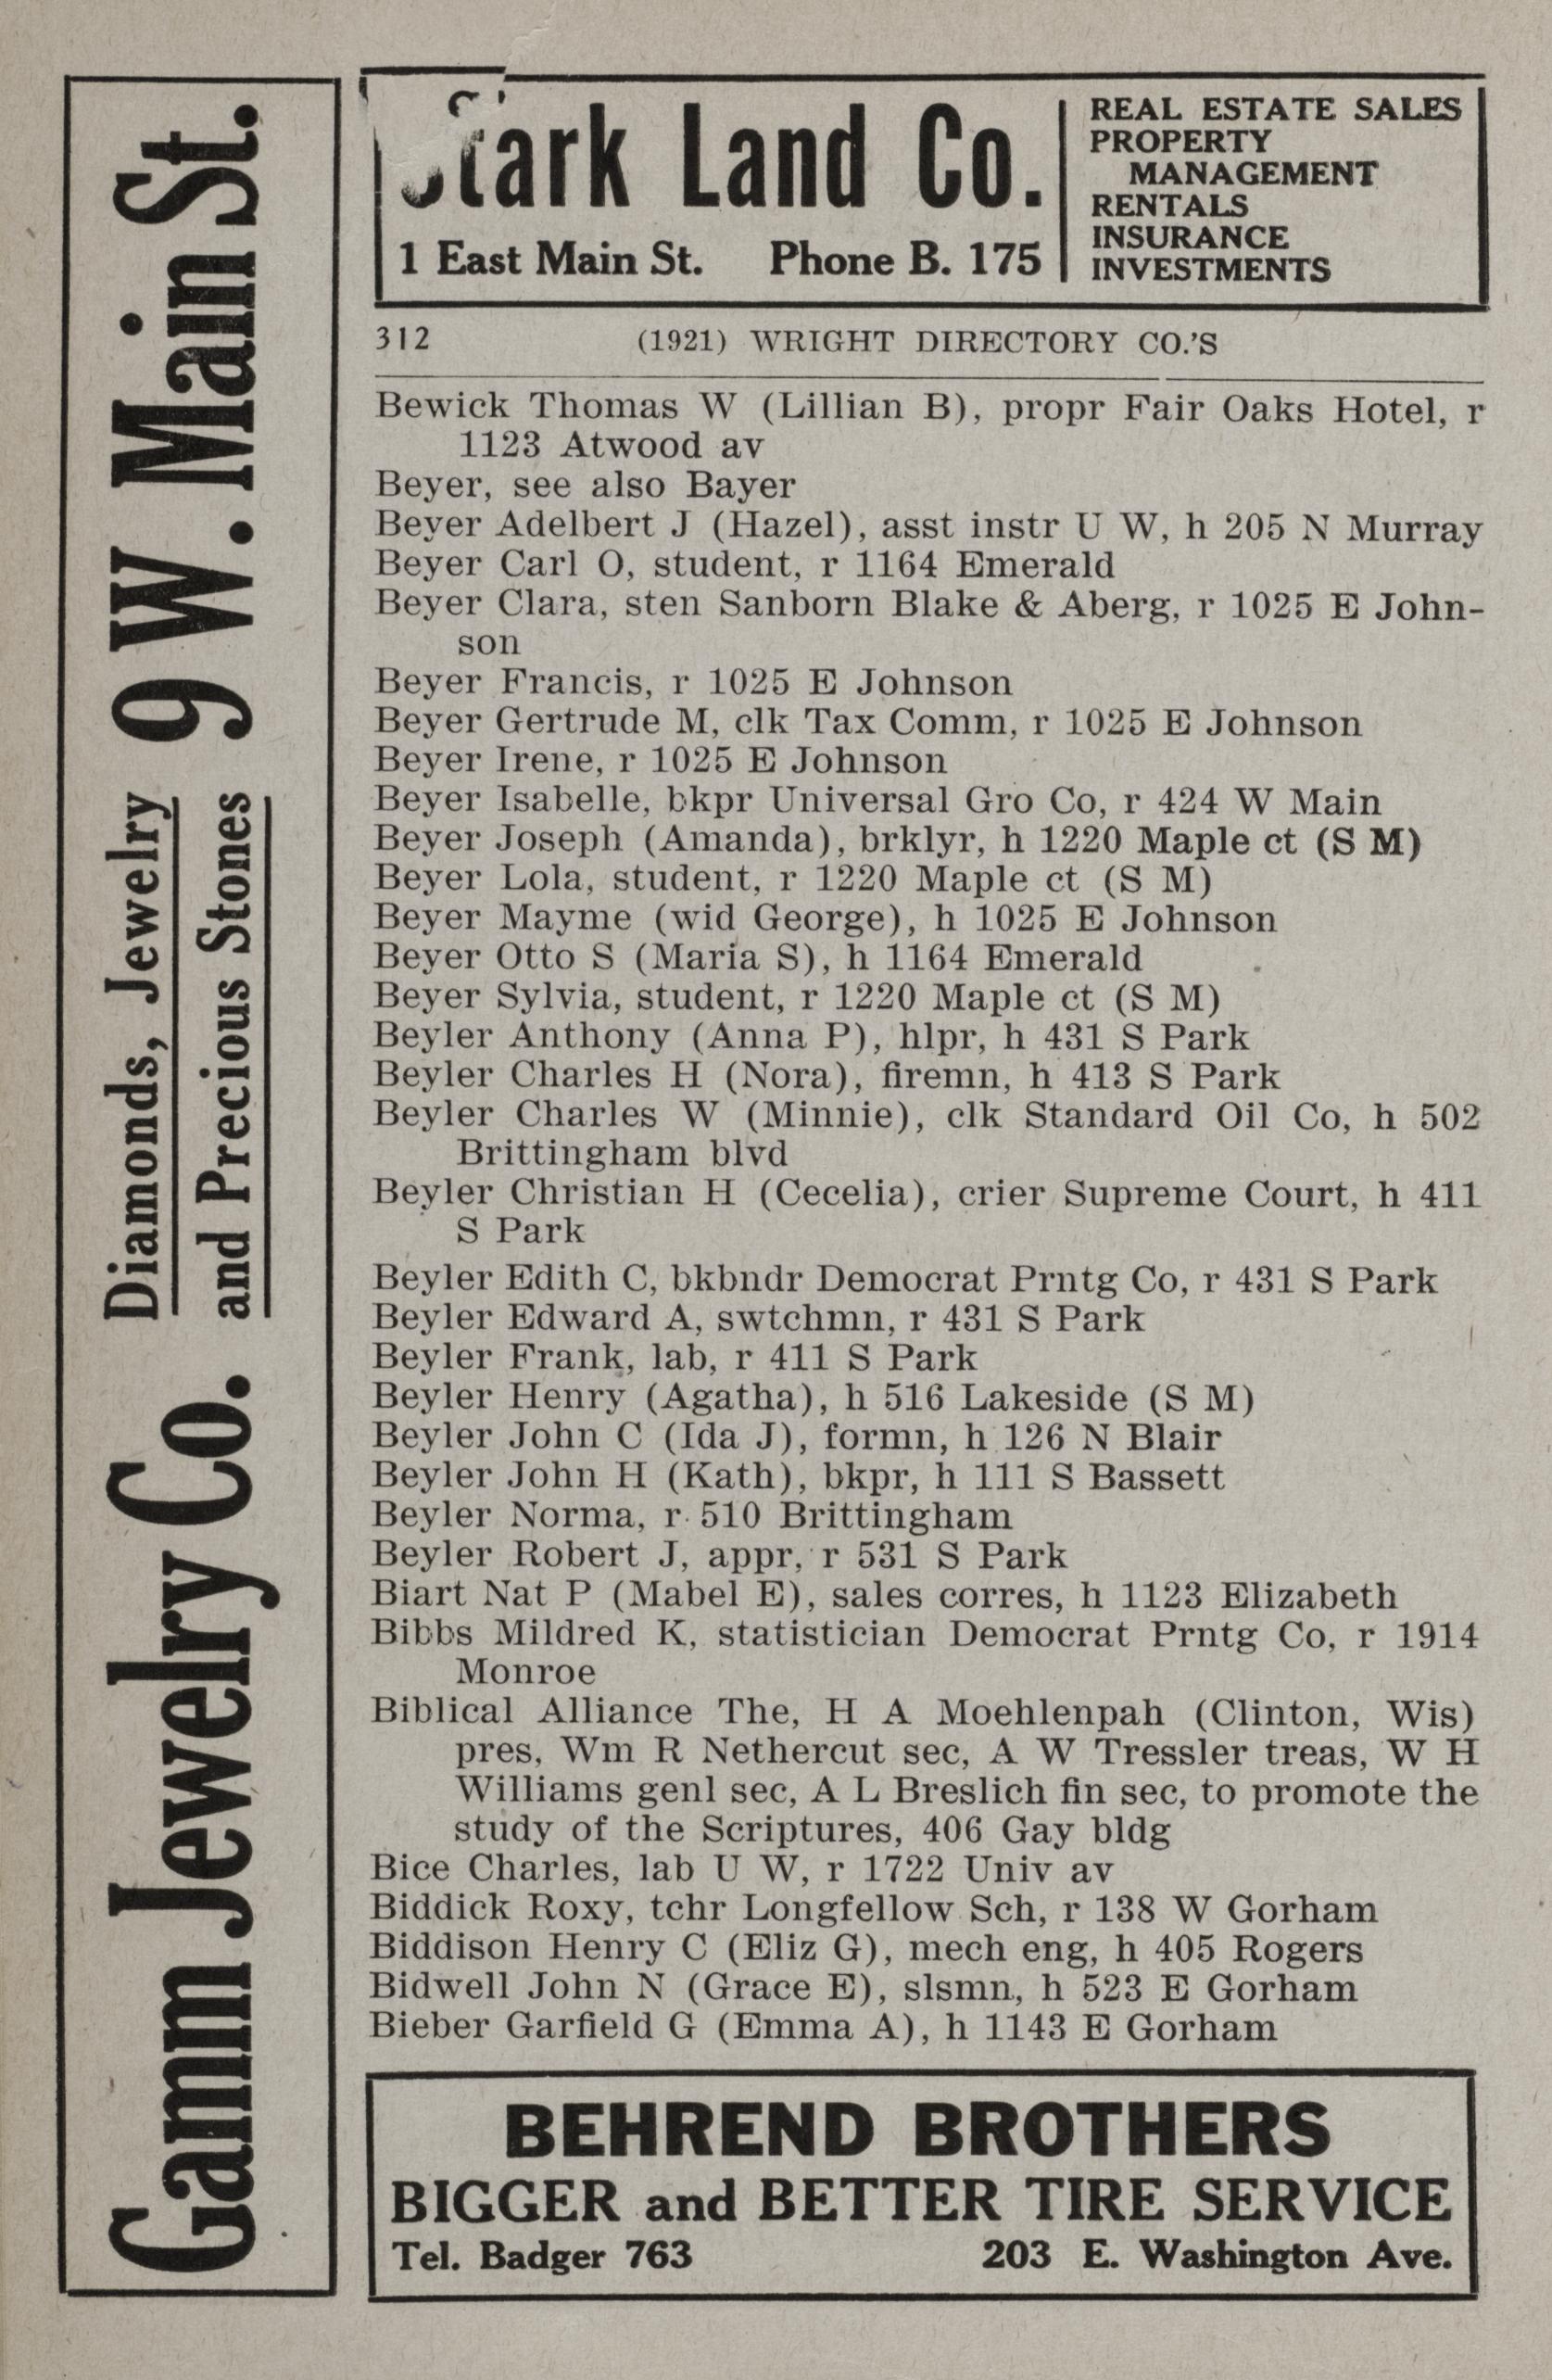 Gamm Jewelry Co. Diamonds, Jewelry and Precious Stones 9 W. Main St.
Stark Land Co.
1 East Main St. Phone B. 175
REAL ESTATE SALES
PROPERTY
MANAGEMENT
RENTALS
INSURANCE
INVESTMENTS
312 (1921) WRIGHT DIRECTORY CO.'S
Bewick Thomas W (Lillian B), propr Fair Oaks Hotel, r
1123 Atwood av
Beyer, see also Bayer
Beyer Adelbert J (Hazel), asst instr U W, h 205 N Murray
Beyer Carl O, student, r 1164 Emerald
Beyer Clara, sten Sanborn Blake & Aberg, r 1025 E John-
son
Beyer Francis, r 1025 E Johnson
Beyer Gertrude M, clk Tax Comm, r 1025 E Johnson
Beyer Irene, r 1025 E Johnson
Beyer Isabelle, bkpr Universal Gro Co, r 424 W Main
Beyer Joseph (Amanda), brklyr, h 1220 Maple ct (S M)
Beyer Lola, student, r 1220 Maple ct (S M)
Beyer Mayme (wid George), h 1025 E Johnson
Beyer Otto S (Maria S), h 1164 Emerald
Beyer Sylvia, student, r 1220 Maple ct (S M)
Beyler Anthony (Anna P), hlpr, h 431 S Park
Beyler Charles H (Nora), firemn, h 413 S Park
Beyler Charles W (Minnie), clk Standard Oil Co, h 502
Brittingham blvd
Beyler Christian H (Cecelia), crier Supreme Court, h 411
S Park
Beyler Edith C, bkbndr Democrat Prntg Co, r 431 S Park
Beyler Edward A, swtchmn, r 431 S Park
Beyler Frank, lab, r 411 S Park
Beyler Henry (Agatha), h 516 Lakeside (S M)
Beyler John C (Ida J), formn, h 126 N Blair
Beyler John H (Kath), bkpr, h 111 S Bassett
Beyler Norma, r 510 Brittingham
Beyler Robert J, appr, r 531 S Park
Biart Nat P (Mabel E), sales corres, h 1123 Elizabeth
Bibbs Mildred K, statistician Democrat Prntg Co, r 1914
Monroe
Biblical Alliance The, H A Moehlenpah (Clinton, Wis)
pres, Wm R Nethercut sec, A W Tressler treas, W H
Williams genl sec, A L Breslich fin sec, to promote the
study of the Scriptures, 406 Gay bldg
Bice Charles, lab U W, r 1722 Univ av
Biddick Roxy, tchr Longfellow Sch, r 138 W Gorham
Biddison Henry C (Eliz G), mech eng, h 405 Rogers
Bidwell John N (Grace E), slsmn, h 523 E Gorham
Bieber Garfield G (Emma A), h 1143 E Gorham
BEHREND BROTHERS
BIGGER and BETTER TIRE SERVICE
Tel. Badger 763 203 E. Washington Ave.